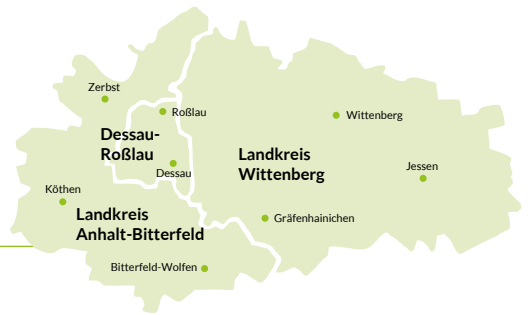 Zerbst
Roßlau
Dessau-
Roßlau
Dessau
Wittenberg
Landkreis
Wittenberg
Jessen
Köthen
Landkreis
Anhalt-Bitterfeld
Gräfenhainichen
Bitterfeld-Wolfen